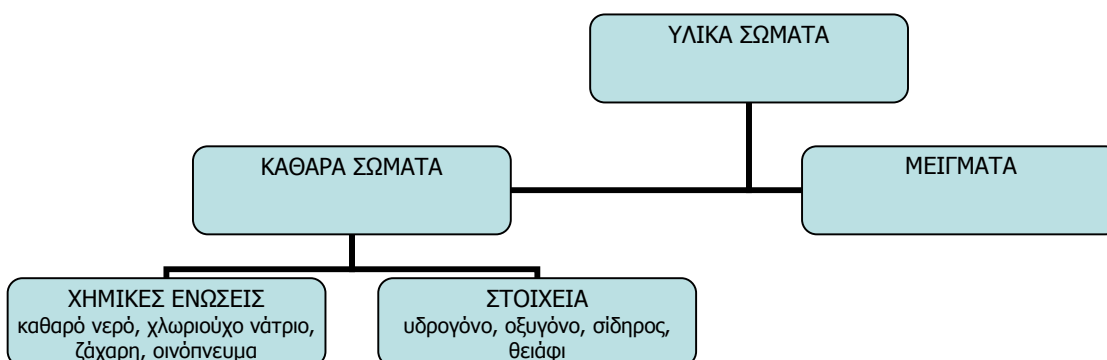 ΥΛΙΚΑ ΣΩΜΑΤΑ
ΚΑΘΑΡΑ ΣΩΜΑΤΑ
ΜΕΙΓΜΑΤΑ
ΧΗΜΙΚΕΣ ΕΝΩΣΕΙΣ
καθαρό νερό, χλωριούχο νάτριο,
ζάχαρη, οινόπνευμα
ΣΤΟΙΧΕΙΑ
υδρογόνο, οξυγόνο, σίδηρος,
θειάφι